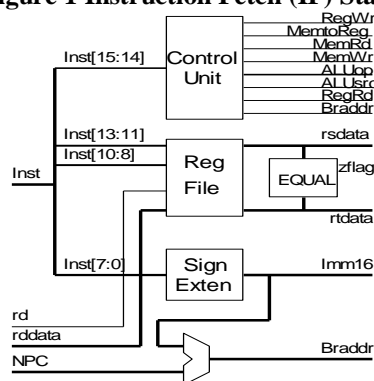 Figure 1 Instruction Fetch (IF) Sta
RegWr
MemtoReg
MemRd
MemWr
ALUop
ALUsrc
RegRd
Braddr
Control
Unit
Inst[15:14]
Inst[13:11]
Inst[10:8]
Reg
File
rsdata
zflag
EQUAL
rtdata
Inst
Inst[7:0]
Sign
Exten
Imm16
rd
rddata
NPC
Braddr